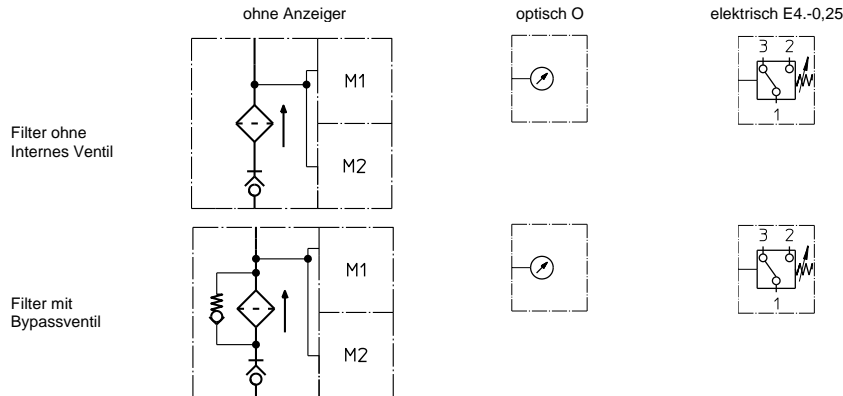 ohne Anzeiger
optisch O
elektrisch E4.-0,25
3 2
M1
1
Filter ohne
Internes Ventil
M2
3 2
M1
1
Filter mit
Bypassventil
M2